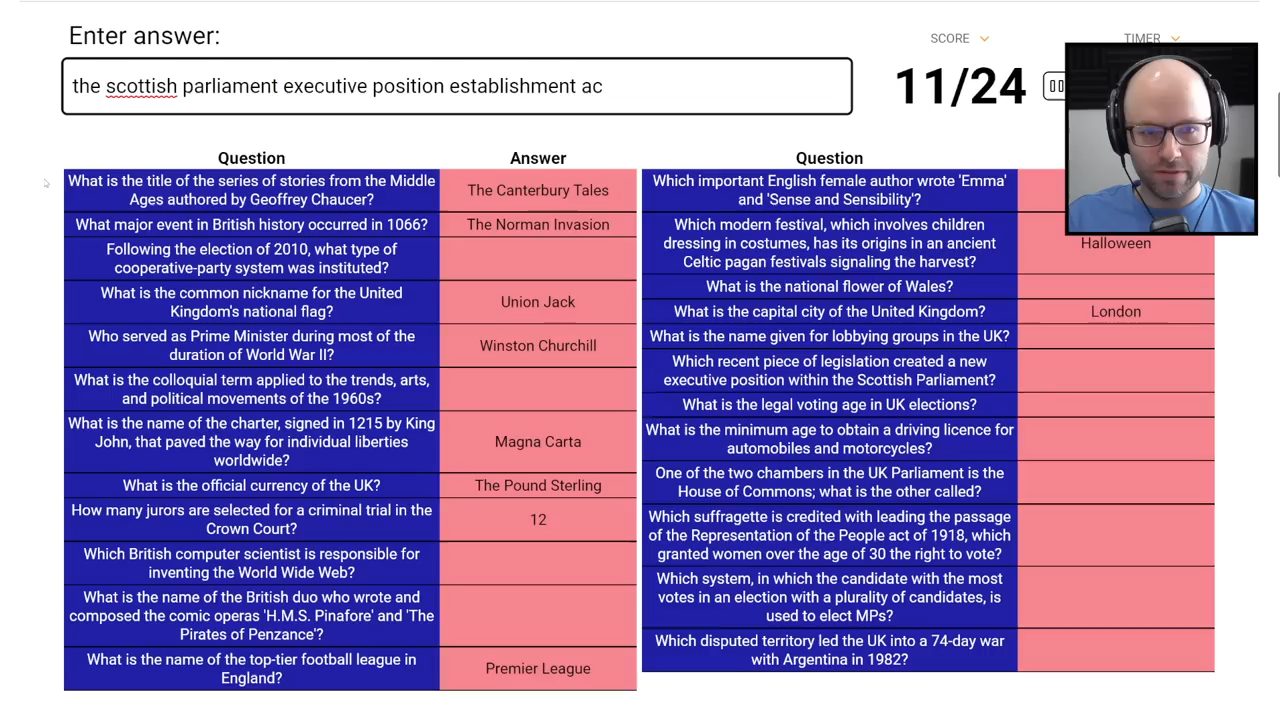 Enter answer:
SCORE
TIMER
the scottish parliament executive position establishment ac
11/24
Question
Answer
Question
What is the title of the series of stories from the Middle
Ages authored by Geoffrey Chaucer?
The Canterbury Tales
What major event in British history occurred in 1066?
The Norman Invasion
Following the election of 2010, what type of
cooperative-party system was instituted?
What is the common nickname for the United
Kingdom's national flag?
Union Jack
Who served as Prime Minister during most of the
duration of World War II?
Winston Churchill
What is the colloquial term applied to the trends, arts,
and political movements of the 1960s?
What is the name of the charter, signed in 1215 by King
John, that paved the way for individual liberties
worldwide?
Magna Carta
What is the official currency of the UK?
The Pound Sterling
How many jurors are selected for a criminal trial in the
Crown Court?
12
Which British computer scientist is responsible for
inventing the World Wide Web?
What is the name of the British duo who wrote and
composed the comic operas 'H.M.S. Pinafore' and 'The
Pirates of Penzance'?
What is the name of the top-tier football league in
England?
Premier League
Which important English female author wrote 'Emma'
and 'Sense and Sensibility'?
Which modern festival, which involves children
dressing in costumes, has its origins in an ancient
Celtic pagan festivals signaling the harvest?
Halloween
What is the national flower of Wales?
What is the capital city of the United Kingdom?
London
What is the name given for lobbying groups in the UK?
Which recent piece of legislation created a new
executive position within the Scottish Parliament?
What is the legal voting age in UK elections?
What is the minimum age to obtain a driving licence for
automobiles and motorcycles?
One of the two chambers in the UK Parliament is the
House of Commons; what is the other called?
Which suffragette is credited with leading the passage
of the Representation of the People act of 1918, which
granted women over the age of 30 the right to vote?
Which system, in which the candidate with the most
votes in an election with a plurality of candidates, is
used to elect MPs?
Which disputed territory led the UK into a 74-day war
with Argentina in 1982?